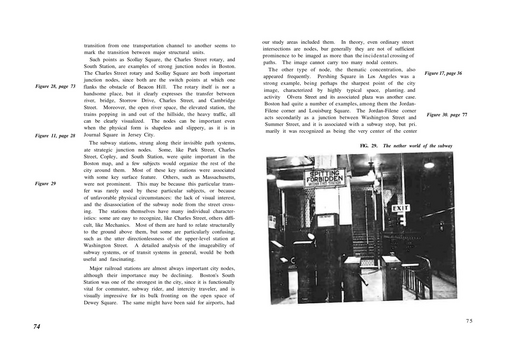 transition from one transportation channel to another seems to
mark the transition between major structural units.
Such points as Scollay Square, the Charles Street rotary, and
South Station, are examples of strong junction nodes in Boston.
The Charles Street rotary and Scollay Square are both important
junction nodes, since both are the switch points at which one
Figure 28, page 73
flanks the obstacle of Beacon Hill. The rotary itself is not a
handsome place, but it clearly expresses the transfer between
river, bridge, Storrow Drive, Charles Street, and Cambridge
Street. Moreover, the open river space, the elevated station, the
trains popping in and out of the hillside, the heavy traffic, all
can be clearly visualized. The nodes can be important even
when the physical form is shapeless and slippery, as it is in
Figure 11, page 28
Journal Square in Jersey City.
The subway stations, strung along their invisible path systems,
are strategic junction nodes. Some, like Park Street, Charles
Street, Copley, and South Station, were quite important in the
Boston map, and a few subjects would organize the rest of the
city around them. Most of these key stations were associated
with some key surface feature. Others, such as Massachusetts,
Figure 29
were not prominent. This may be because this particular trans-
fer was rarely used by these particular subjects, or because
of unfavorable physical circumstances: the lack of visual interest,
and the disassociation of the subway node from the street cross-
ing. The stations themselves have many individual character-
istics: some are easy to recognize, like Charles Street, others diffi-
cult, like Mechanics. Most of them are hard to relate structurally
to the ground above them, but some are particularly confusing,
such as the utter directionlessness of the upper-level station at
Washington Street. A detailed analysis of the imageability of
subway systems, or of transit systems in general, would be both
useful and fascinating.
Major railroad stations are almost always important city nodes,
although their importance may be declining. Boston's South
Station was one of the strongest in the city, since it is functionally
vital for commuter, subway rider, and intercity traveler, and is
visually impressive for its bulk fronting on the open space of
Dewey Square. The same might have been said for airports, had
74
our study areas included them. In theory, even ordinary street
intersections are nodes, but generally they are not of sufficient
prominence to be imaged as more than the incidental crossing of
paths. The image cannot carry too many nodal centers.
The other type of node, the thematic concentration, also
Figure 17, page 36
appeared frequently. Pershing Square in Los Angeles was a
strong example, being perhaps the sharpest point of the city
image, characterized by highly typical space, planting, and
activity. Olvera Street and its associated plaza was another case.
Boston had quite a number of examples, among them the Jordan-
Filene corner and Louisburg Square. The Jordan-Filene corner
Figure 30. page 77
acts secondarily as a junction between Washington Street and
Summer Street, and it is associated with a subway stop, but pri
marily it was recognized as being the very center of the center
FIG. 29. The nether world of the subway
SPITTING
FORBIDDEN
EXIT
75